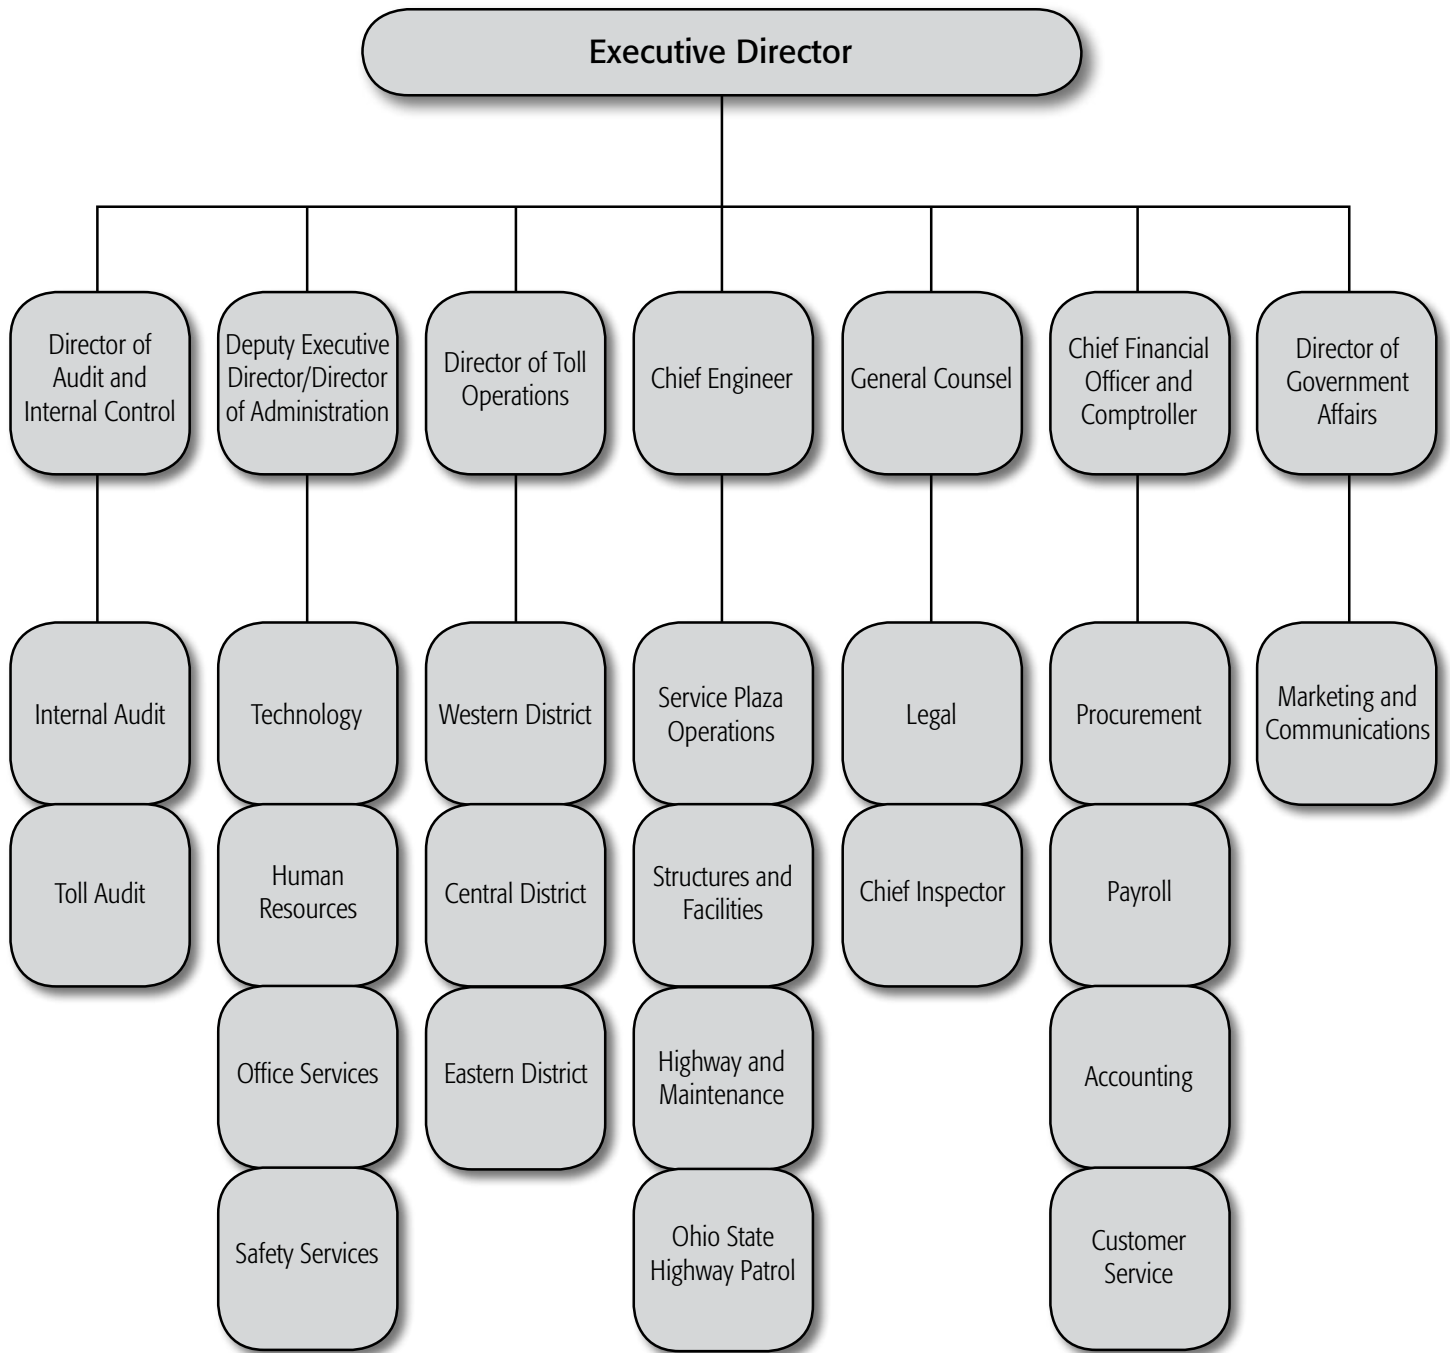 Executive Director
Director of
Audit and
Internal Control
Deputy Executive
Director/Director
of Administration
Director of Toll
Operations
Chief Engineer
General Counsel
Chief Financial
Officer and
Comptroller
Director of
Government
Affairs
Internal Audit
Technology
Western District
Service Plaza
Operations
Legal
Procurement
Marketing and
Communications
Toll Audit
Human
Resources
Central District
Structures and
Facilities
Chief Inspector
Payroll
Office Services
Eastern District
Highway and
Maintenance
Accounting
Safety Services
Ohio State
Highway Patrol
Customer
Service